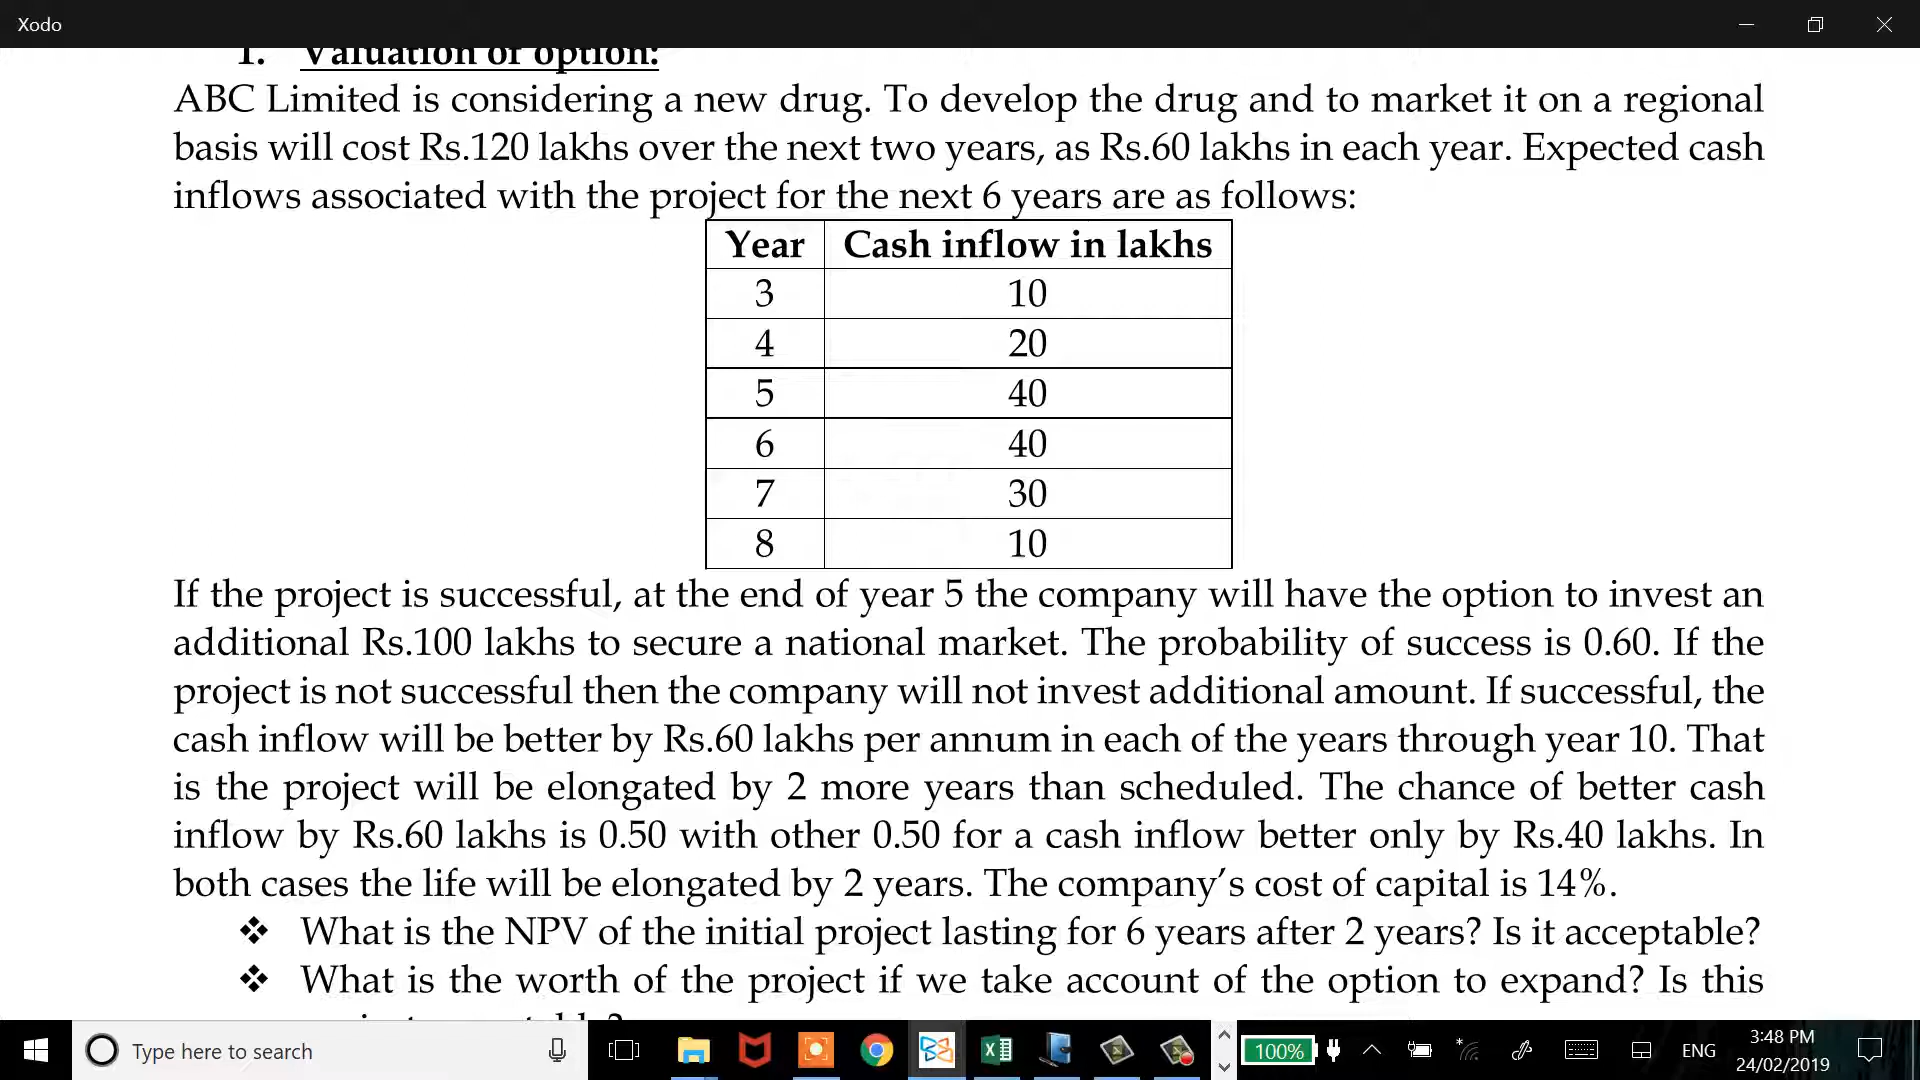 Xodo
1. Valuation of option:
ABC Limited is considering a new drug. To develop the drug and to market it on a regional
basis will cost Rs.120 lakhs over the next two years, as Rs.60 lakhs in each year. Expected cash
inflows associated with the project for the next 6 years are as follows:
Year Cash inflow in lakhs
3 10
4 20
5 40
6 40
7 30
8 10
If the project is successful, at the end of year 5 the company will have the option to invest an
additional Rs.100 lakhs to secure a national market. The probability of success is 0.60. If the
project is not successful then the company will not invest additional amount. If successful, the
cash inflow will be better by Rs.60 lakhs per annum in each of the years through year 10. That
is the project will be elongated by 2 more years than scheduled. The chance of better cash
inflow by Rs.60 lakhs is 0.50 with other 0.50 for a cash inflow better only by Rs.40 lakhs. In
both cases the life will be elongated by 2 years. The company's cost of capital is 14%.
❖ What is the NPV of the initial project lasting for 6 years after 2 years? Is it acceptable?
❖ What is the worth of the project if we take account of the option to expand? Is this
Type here to search
100%
ENG
3:48 PM
24/02/2019